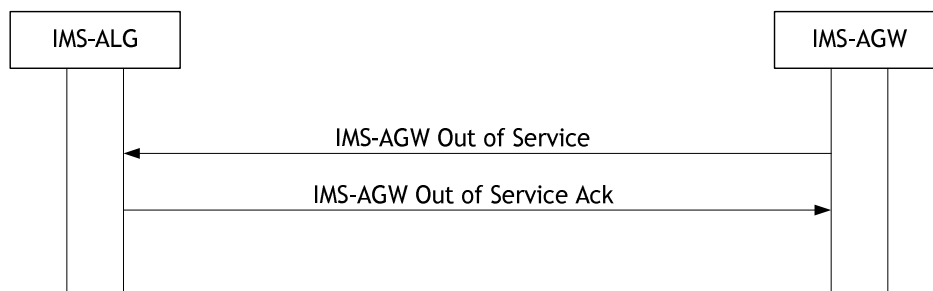 IMS-ALG
IMS-AGW
IMS-AGW Out of Service
IMS-AGW Out of Service Ack